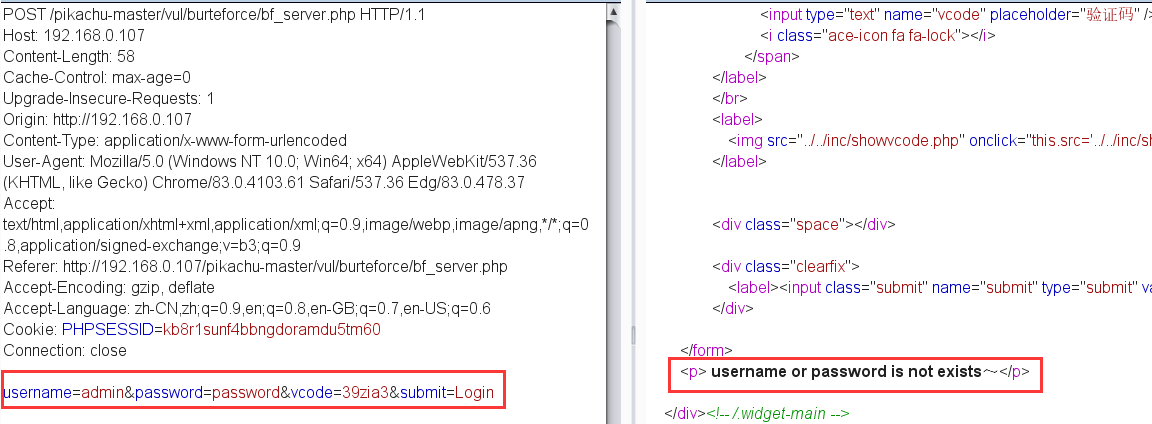 POST /pikachu-master/vul/burteforce/bf_server.php HTTP/1.1
Host: 192.168.0.107
Content-Length: 58
Cache-Control: max-age=0
Upgrade-Insecure-Requests: 1
Origin: http://192.168.0.107
Content-Type: application/x-www-form-urlencoded
User-Agent: Mozilla/5.0 (Windows NT 10.0; Win64; x64) AppleWebKit/537.36
(KHTML, like Gecko) Chrome/83.0.4103.61 Safari/537.36 Edg/83.0.478.37
Accept:
text/html,application/xhtml+xml,application/xml;q=0.9,image/webp,image/apng,*/*;q=0
.8,application/signed-exchange;v=b3;q=0.9
Referer: http://192.168.0.107/pikachu-master/vul/burteforce/bf_server.php
Accept-Encoding: gzip, deflate
Accept-Language: zh-CN,zh;q=0.9,en;q=0.8,en-GB;q=0.7,en-US;q=0.6
Cookie: PHPSESSID=kb8r1sunf4bbngdoramdu5tm60
Connection: close
username=admin&password=password&vcode=39zia3&submit=Login
<input type="text" name="vcode" placeholder="验证码" />
<i class="ace-icon fa fa-lock"></i>
</span>
</label>
</br>
<label>
<img src="../../inc/showvcode.php" onclick="this.src='../../inc/sh
</label>
<div class="space"></div>
<div class="clearfix">
<label><input class="submit" name="submit" type="submit" va
</div>
</form>
<p> username or password is not exists～</p>
</div><!-- /.widget-main -->